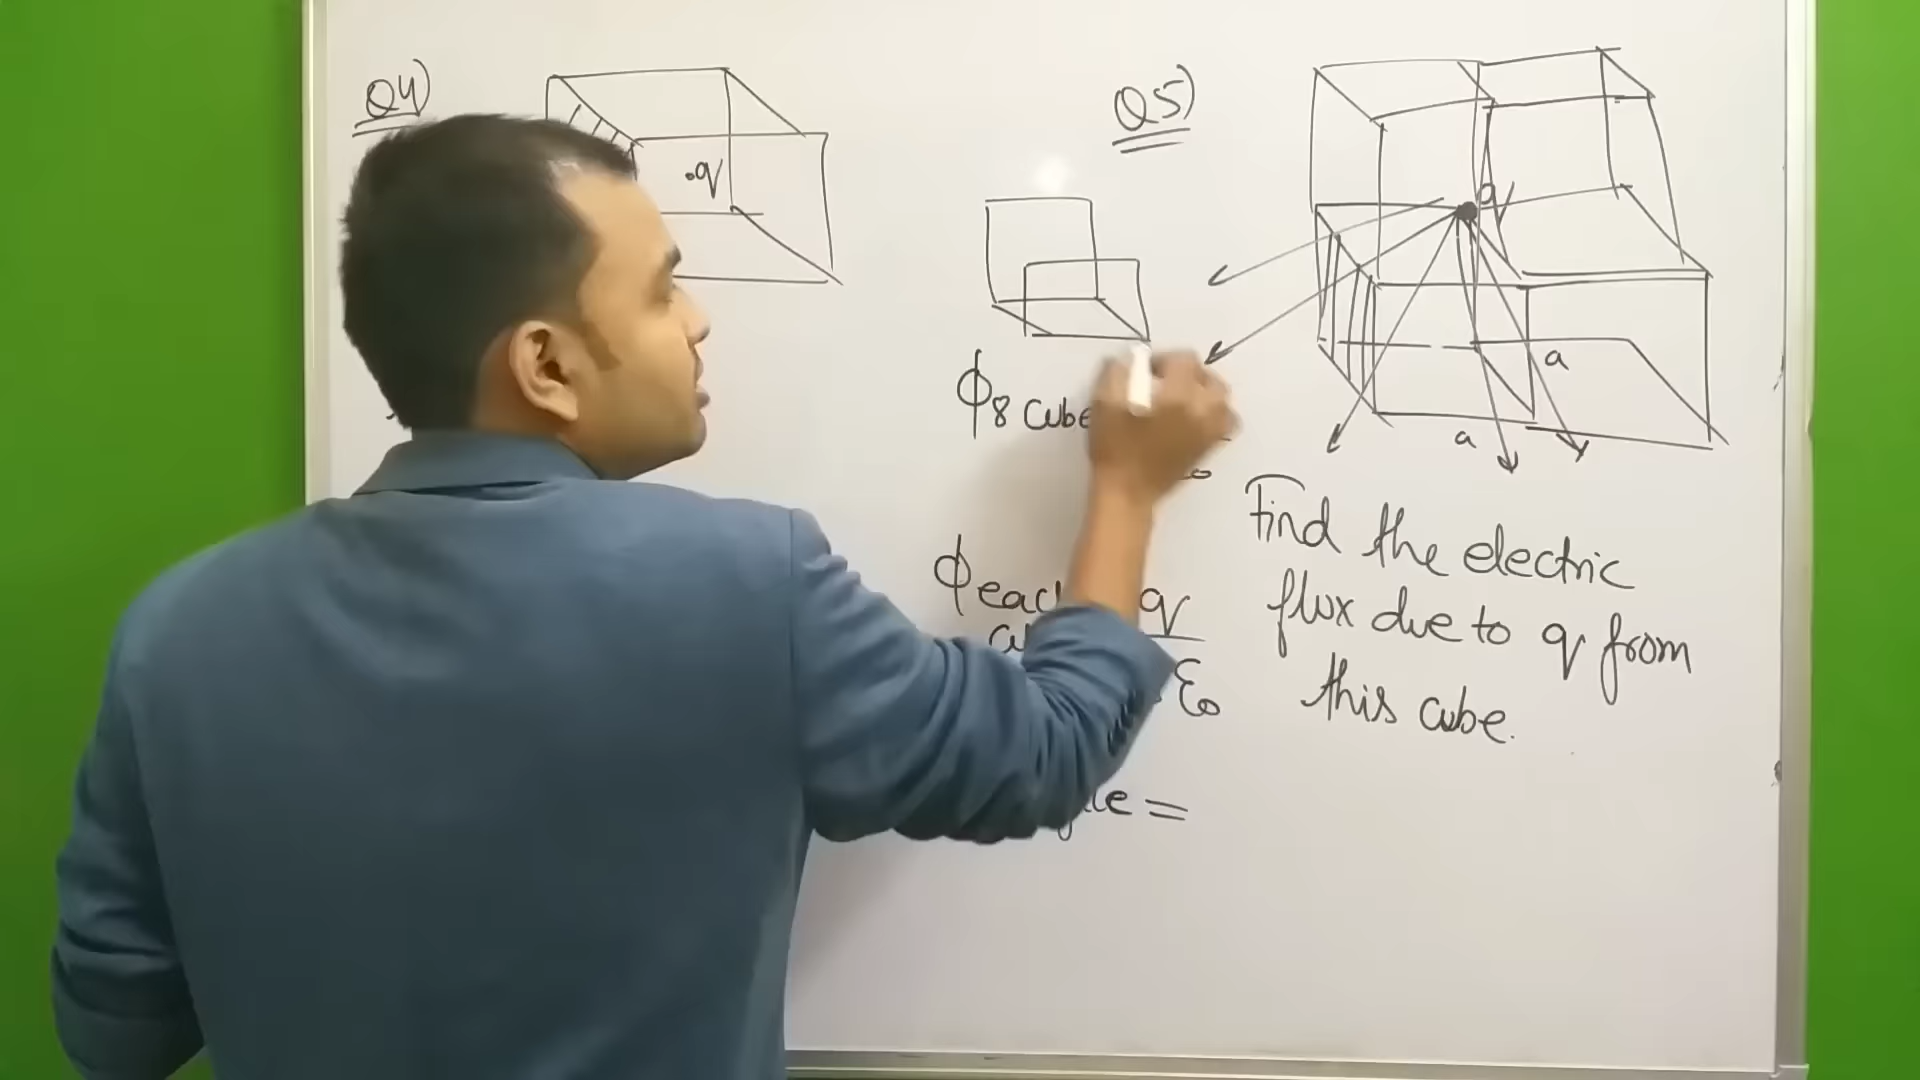 Q4)
.q
Q5)
q
a
a
ϕ8 cube
ϕeach q
ε₀
=
Find the electric
flux due to q from
this cube.